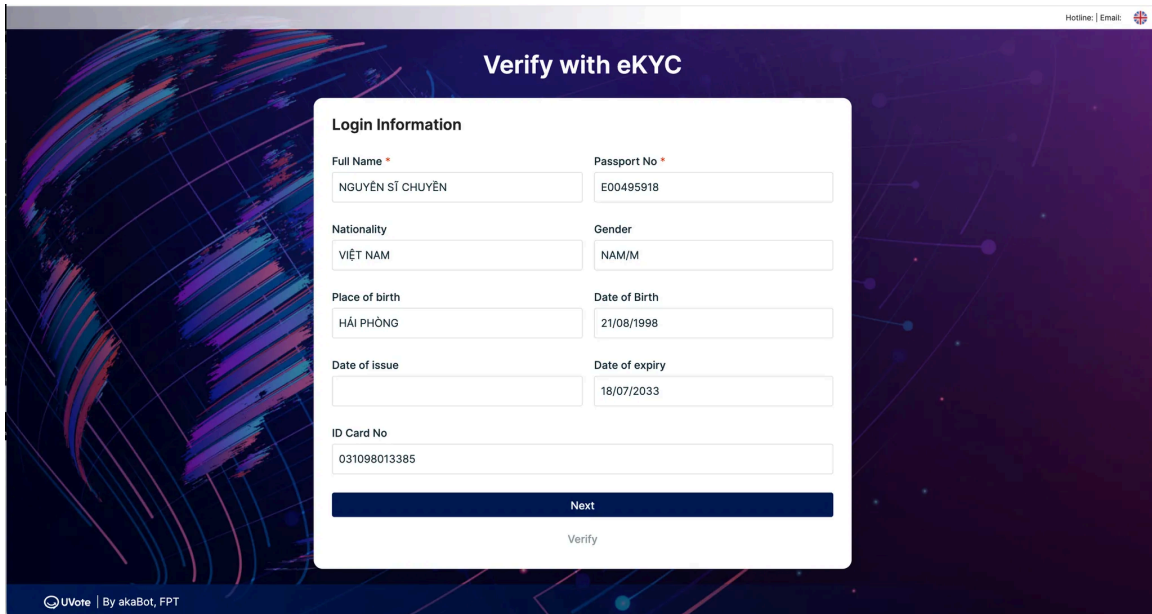 Hotline: | Email:
Verify with eKYC
Login Information
Full Name * Passport No *
NGUYỄN SĨ CHUYỀN E00495918
Nationality Gender
VIỆT NAM NAM/M
Place of birth Date of Birth
HẢI PHÒNG 21/08/1998
Date of issue Date of expiry
18/07/2033
ID Card No
031098013385
Next
Verify
UVote | By akaBot, FPT